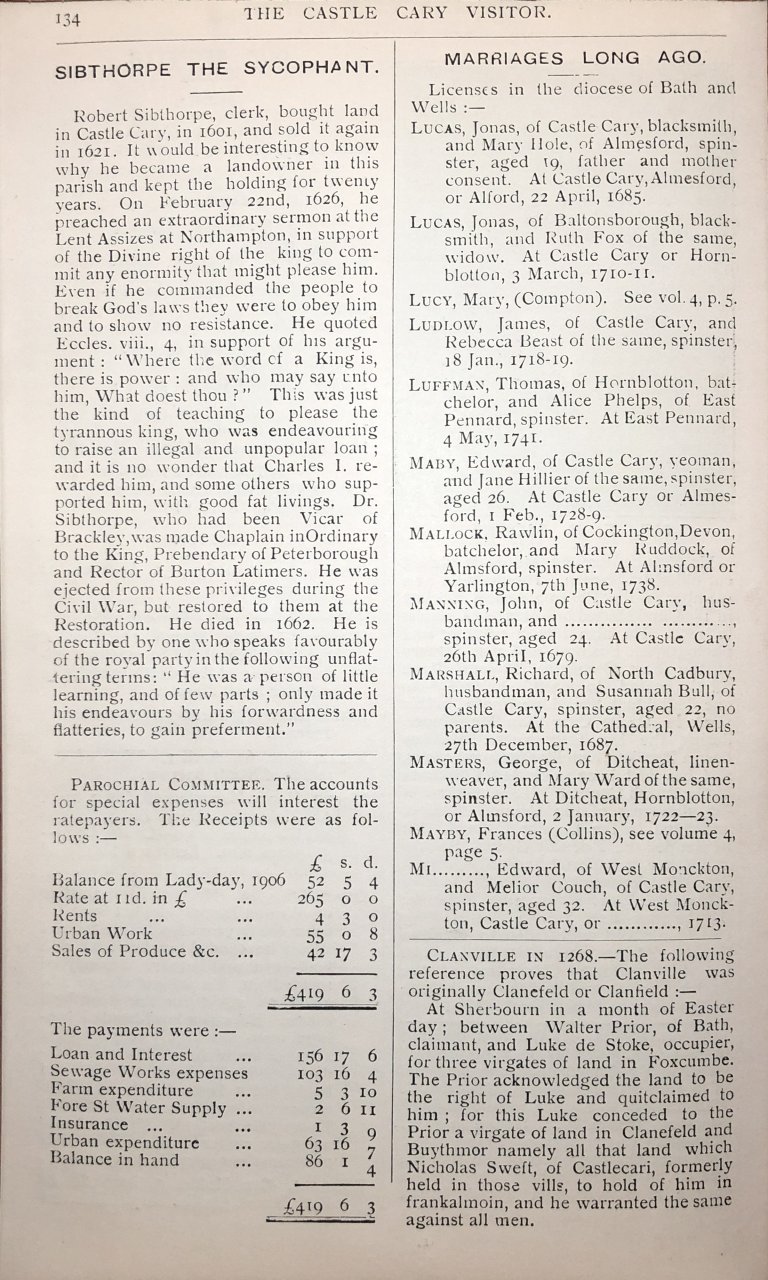 134
THE CASTLE CARY VISITOR.
SIBTHORPE THE SYCOPHANT.
Robert Sibthorpe, clerk, bought land
in Castle Cary, in 1601, and sold it again
in 1621. It would be interesting to know
why he became a landowner in this
parish and kept the holding for twenty
years. On February 22nd, 1626, he
preached an extraordinary sermon at the
Lent Assizes at Northampton, in support
of the Divine right of the king to com-
mit any enormity that might please him.
Even if he commanded the people to
break God's laws they were to obey him
and to show no resistance. He quoted
Eccles. viii., 4, in support of his argu-
ment : "Where the word of a King is,
there is power : and who may say unto
him, What doest thou ?" This was just
the kind of teaching to please the
tyrannous king, who was endeavouring
to raise an illegal and unpopular loan ;
and it is no wonder that Charles I. re-
warded him, and some others who sup-
ported him, with good fat livings. Dr.
Sibthorpe, who had been Vicar of
Brackley, was made Chaplain inOrdinary
to the King, Prebendary of Peterborough
and Rector of Burton Latimers. He was
ejected from these privileges during the
Civil War, but restored to them at the
Restoration. He died in 1662. He is
described by one who speaks favourably
of the royal party in the following unflat-
tering terms: "He was a person of little
learning, and of few parts ; only made it
his endeavours by his forwardness and
flatteries, to gain preferment."
PAROCHIAL COMMITTEE. The accounts
for special expenses will interest the
ratepayers. The Receipts were as fol-
lows :—
£ s. d.
Balance from Lady-day, 1906 52 5 4
Rate at 11d. in £ ... 265 0 0
Rents ... ... 4 3 0
Urban Work ... 55 0 8
Sales of Produce &c. ... 42 17 3
£419 6 3
The payments were :—
Loan and Interest ... 156 17 6
Sewage Works expenses 103 16 4
Farm expenditure ... 5 3 10
Fore St Water Supply ... 2 6 11
Insurance ... ... 1 3 9
Urban expenditure ... 63 16 7
Balance in hand ... 86 1 4
£419 6 3
MARRIAGES LONG AGO.
Licenses in the diocese of Bath and
Wells :—
LUCAS, Jonas, of Castle Cary, blacksmith,
and Mary Hole, of Almesford, spin-
ster, aged 19, father and mother
consent. At Castle Cary, Almesford,
or Alford, 22 April, 1685.
LUCAS, Jonas, of Baltonsborough, black-
smith, and Ruth Fox of the same,
widow. At Castle Cary or Horn-
blotton, 3 March, 1710-11.
LUCY, Mary, (Compton). See vol. 4, p. 5.
LUDLOW, James, of Castle Cary, and
Rebecca Beast of the same, spinster,
18 Jan., 1718-19.
LUFFMAN, Thomas, of Hornblotton, bat-
chelor, and Alice Phelps, of East
Pennard, spinster. At East Pennard,
4 May, 1741.
MABY, Edward, of Castle Cary, yeoman,
and Jane Hillier of the same, spinster,
aged 26. At Castle Cary or Almes-
ford, 1 Feb., 1728-9.
MALLOCK, Rawlin, of Cockington, Devon,
batchelor, and Mary Ruddock, of
Almsford, spinster. At Almsford or
Yarlington, 7th June, 1738.
MANNING, John, of Castle Cary, hus-
bandman, and ............... ............,
spinster, aged 24. At Castle Cary,
26th April, 1679.
MARSHALL, Richard, of North Cadbury,
husbandman, and Susannah Bull, of
Castle Cary, spinster, aged 22, no
parents. At the Cathedral, Wells,
27th December, 1687.
MASTERS, George, of Ditcheat, linen-
weaver, and Mary Ward of the same,
spinster. At Ditcheat, Hornblotton,
or Almsford, 2 January, 1722—23.
MAYBY, Frances (Collins), see volume 4,
page 5.
MI........., Edward, of West Monckton,
and Melior Couch, of Castle Cary,
spinster, aged 32. At West Monck-
ton, Castle Cary, or ............, 1713.
CLANVILLE IN 1268.—The following
reference proves that Clanville was
originally Clanefeld or Clanfield :—
At Sherbourn in a month of Easter
day ; between Walter Prior, of Bath,
claimant, and Luke de Stoke, occupier,
for three virgates of land in Foxcumbe.
The Prior acknowledged the land to be
the right of Luke and quitclaimed to
him ; for this Luke conceded to the
Prior a virgate of land in Clanefeld and
Buythmor namely all that land which
Nicholas Sweft, of Castlecari, formerly
held in those vills, to hold of him in
frankalmoin, and he warranted the same
against all men.